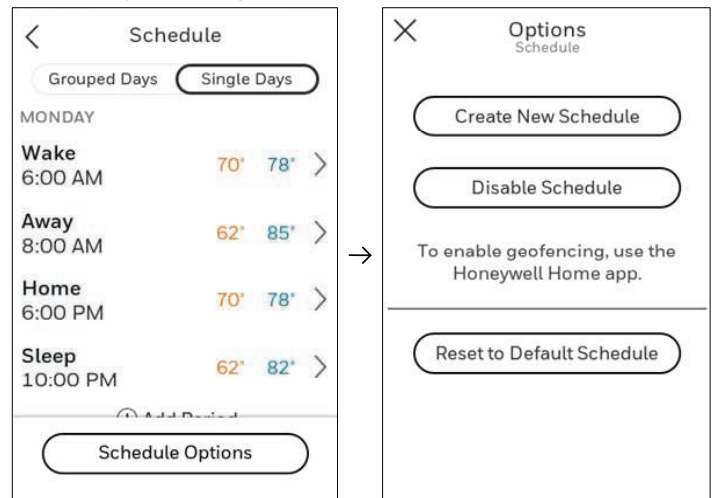 Schedule
Grouped Days Single Days
MONDAY
Wake
6:00 AM 70° 78°
Away
8:00 AM 62° 85°
Home
6:00 PM 70° 78°
Sleep
10:00 PM 62° 82°
Add Period
Schedule Options
Options
Schedule
Create New Schedule
Disable Schedule
To enable geofencing, use the
Honeywell Home app.
Reset to Default Schedule